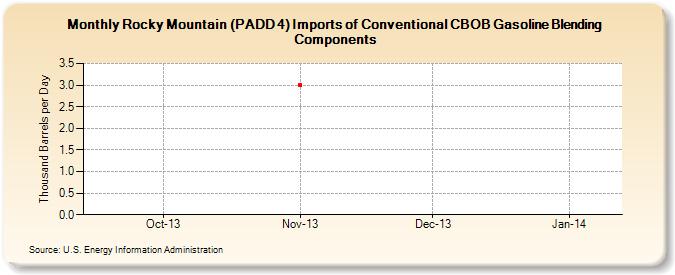 Monthly Rocky Mountain (PADD 4) Imports of Conventional CBOB Gasoline Blending
Components
Thousand Barrels per Day
3.5
3.0
2.5
2.0
1.5
1.0
0.5
0.0
Oct-13
Nov-13
Dec-13
Jan-14
Source: U.S. Energy Information Administration